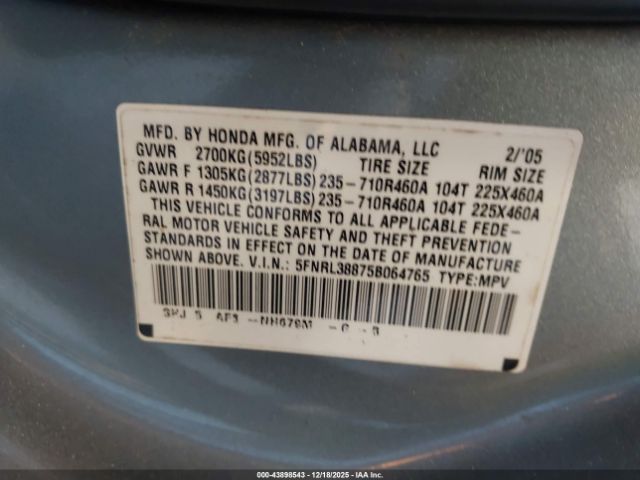 MFD. BY HONDA MFG. OF ALABAMA, LLC 2/'05
GVWR 2700KG(5952LBS) TIRE SIZE RIM SIZE
GAWR F 1305KG(2877LBS) 235-710R460A 104T 225X460A
GAWR R 1450KG(3197LBS) 235-710R460A 104T 225X460A
THIS VEHICLE CONFORMS TO ALL APPLICABLE FEDE-
RAL MOTOR VEHICLE SAFETY AND THEFT PREVENTION
STANDARDS IN EFFECT ON THE DATE OF MANUFACTURE
SHOWN ABOVE. V.I.N.: 5FNRL38875B064765 TYPE:MPV
000-43898543 - 12/18/2025 - Copyright © 2025 IAA, LLC